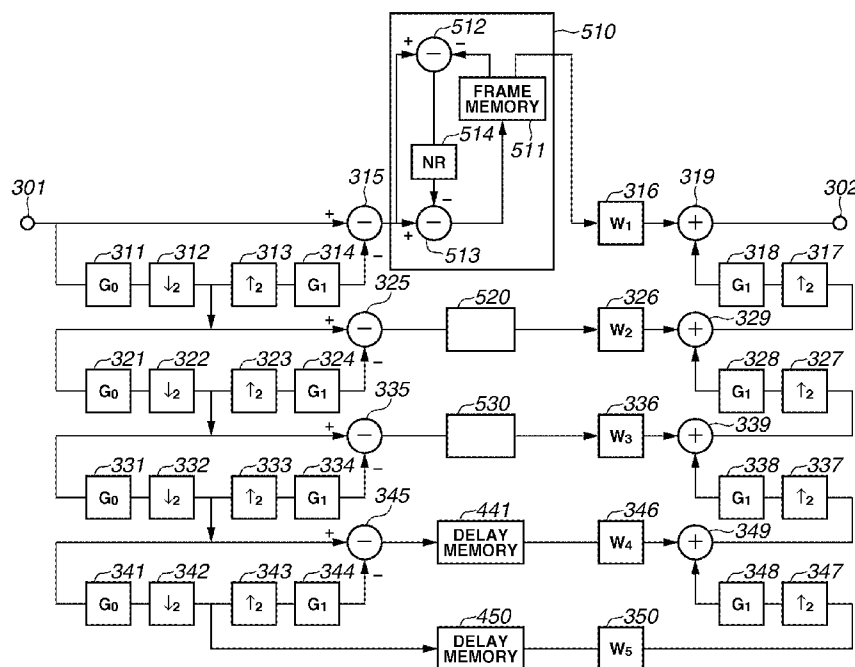 512 510
+ − − −
FRAME MEMORY
514 511
NR
301 315 − 316 319 302
+ − + − W1 +
513
311 312 313 314 − 318 317
G0 ↓2 ↑2 G1 G1 ↑2
325 520 326 329
+ − W2 +
321 322 323 324 − 328 327
G0 ↓2 ↑2 G1 G1 ↑2
335 530 336 339
+ − W3 +
331 332 333 334 − 338 337
G0 ↓2 ↑2 G1 G1 ↑2
345 441 346 349
+ − DELAY MEMORY W4 +
341 342 343 344 − 348 347
G0 ↓2 ↑2 G1 G1 ↑2
450 350
DELAY MEMORY W5